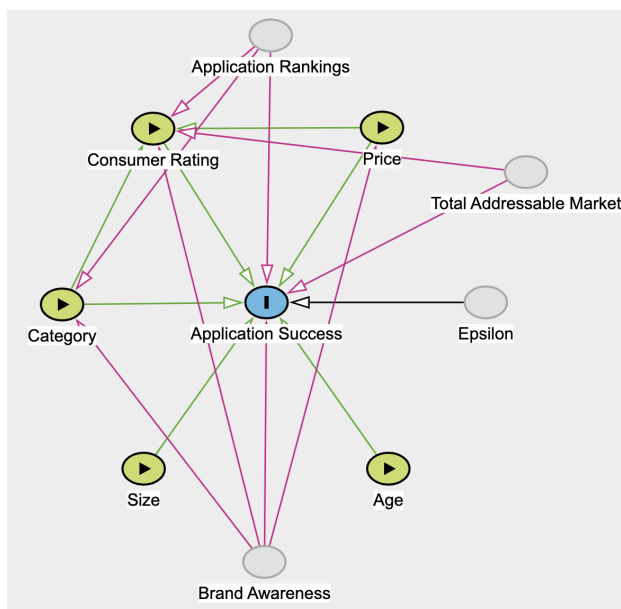 Application Rankings
Consumer Rating
Price
Total Addressable Market
Category
Application Success
Epsilon
Size
Age
Brand Awareness